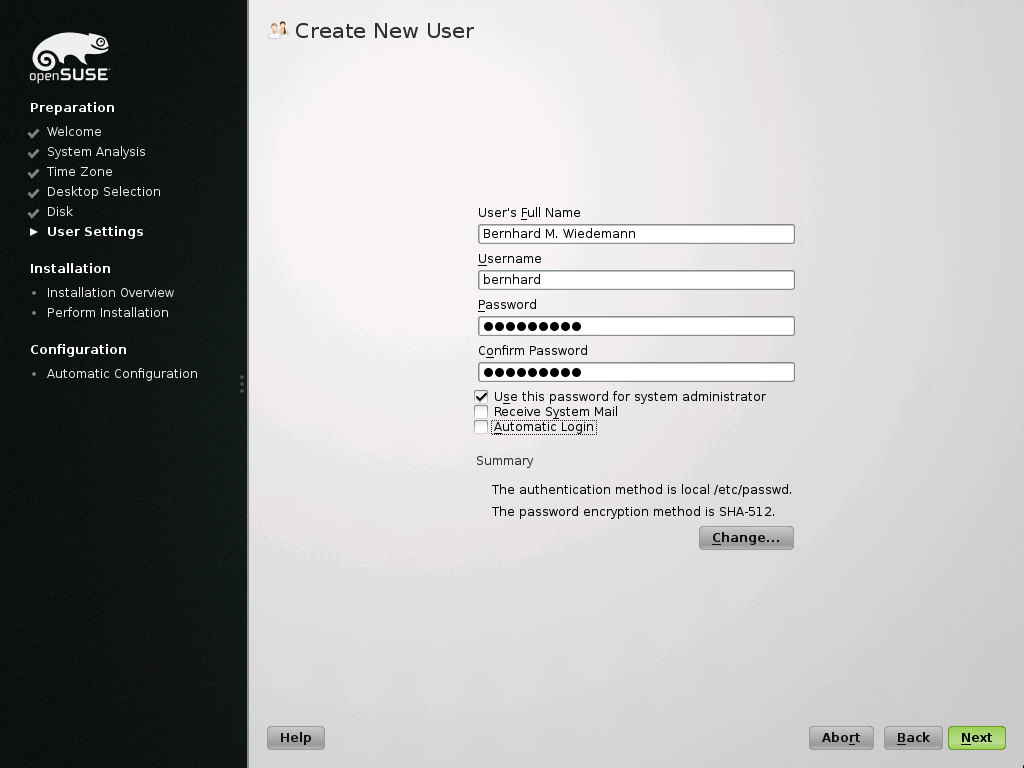 openSUSE
Preparation
Welcome
System Analysis
Time Zone
Desktop Selection
Disk
User Settings
Installation
Installation Overview
Perform Installation
Configuration
Automatic Configuration
Create New User
User's Full Name
Bernhard M. Wiedemann
Username
bernhard
Password
●●●●●●●●●
Confirm Password
●●●●●●●●●
Use this password for system administrator
Receive System Mail
Automatic Login
Summary
The authentication method is local /etc/passwd.
The password encryption method is SHA-512.
Change...
Help
Abort
Back
Next